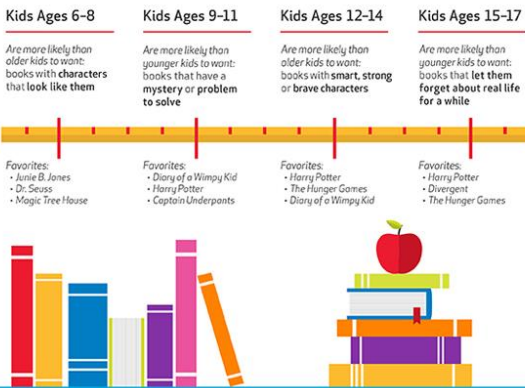 Kids Ages 6–8
Are more likely than
older kids to want:
books with characters
that look like them
Favorites:
• Junie B. Jones
• Dr. Seuss
• Magic Tree House
Kids Ages 9–11
Are more likely than
younger kids to want:
books that have a
mystery or problem
to solve
Favorites:
• Diary of a Wimpy Kid
• Harry Potter
• Captain Underpants
Kids Ages 12–14
Are more likely than
older kids to want:
books with smart, strong
or brave characters
Favorites:
• Harry Potter
• The Hunger Games
• Diary of a Wimpy Kid
Kids Ages 15–17
Are more likely than
younger kids to want:
books that let them
forget about real life
for a while
Favorites:
• Harry Potter
• Divergent
• The Hunger Games